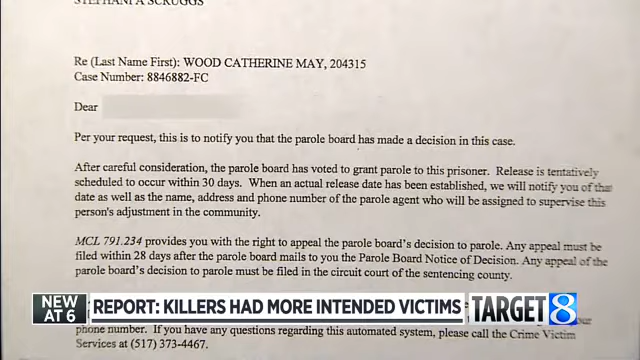 STEPHANI A SCRUGGS
Re (Last Name First): WOOD CATHERINE MAY, 204315
Case Number: 8846882-FC
Dear
Per your request, this is to notify you that the parole board has made a decision in this case.
After careful consideration, the parole board has voted to grant parole to this prisoner. Release is tentatively
scheduled to occur within 30 days. When an actual release date has been established, we will notify you of that
date as well as the name, address and phone number of the parole agent who will be assigned to supervise this
person's adjustment in the community.
MCL 791.234 provides you with the right to appeal the parole board's decision to parole. Any appeal must be
filed within 28 days after the parole board mails to you the Parole Board Notice of Decision. Any appeal of the
parole board's decision to parole must be filed in the circuit court of the sentencing county.
NEW
AT 6
REPORT: KILLERS HAD MORE INTENDED VICTIMS
TARGET 8
phone number. If you have any questions regarding this automated system, please call the Crime Victim
Services at (517) 373-4467.